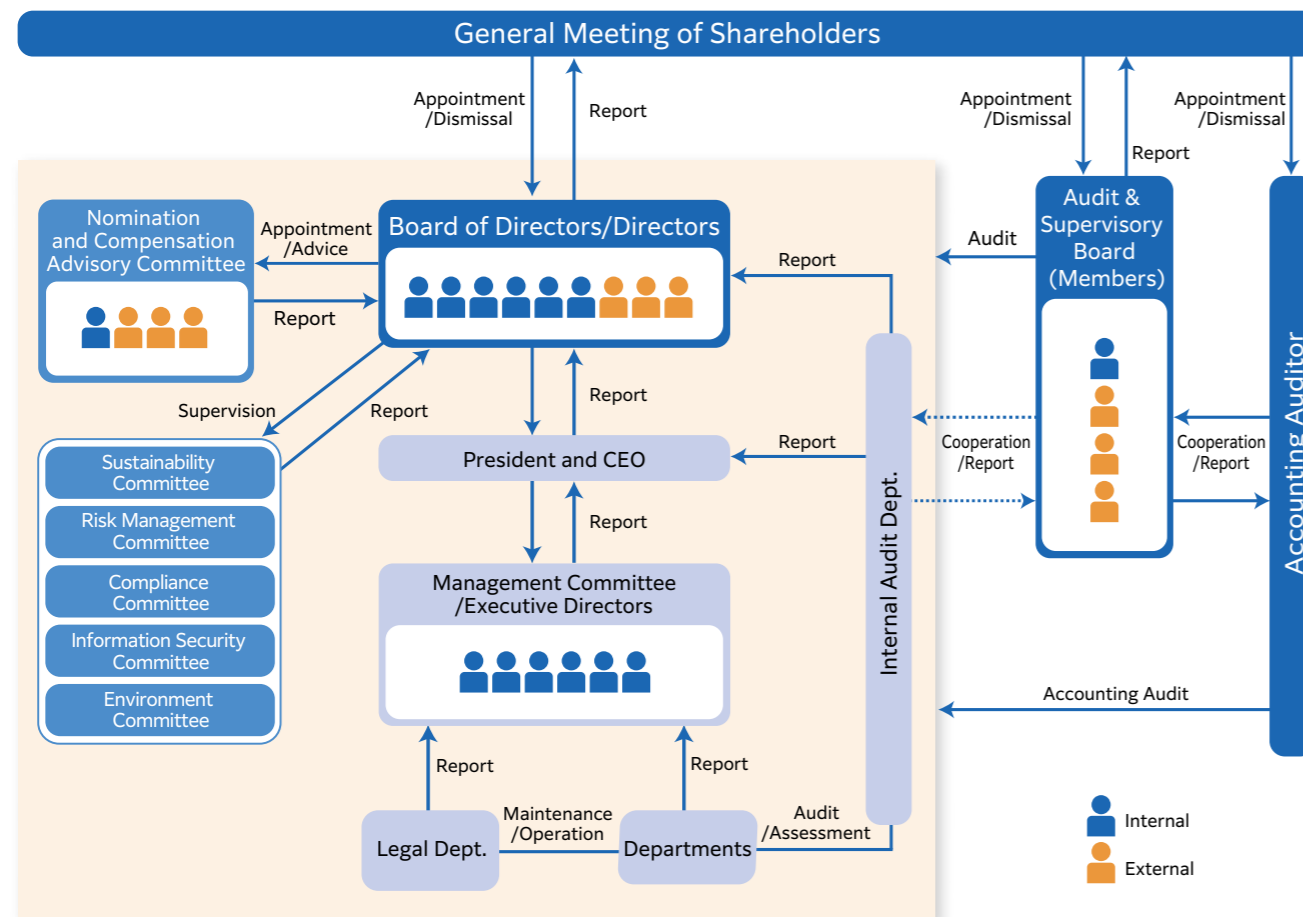 General Meeting of Shareholders
Appointment
/Dismissal
Report
Appointment
/Dismissal
Report
Appointment
/Dismissal
Nomination
and Compensation
Advisory Committee
Appointment
/Advice
Report
Board of Directors/Directors
Report
Audit
Audit &
Supervisory
Board
(Members)
Accounting Auditor
Supervision
Report
Report
Sustainability
Committee
Risk Management
Committee
Compliance
Committee
Information Security
Committee
Environment
Committee
President and CEO
Report
Report
Internal Audit Dept.
Cooperation
/Report
Cooperation
/Report
Management Committee
/Executive Directors
Accounting Audit
Report
Report
Legal Dept.
Maintenance
/Operation
Departments
Audit
/Assessment
Internal
External